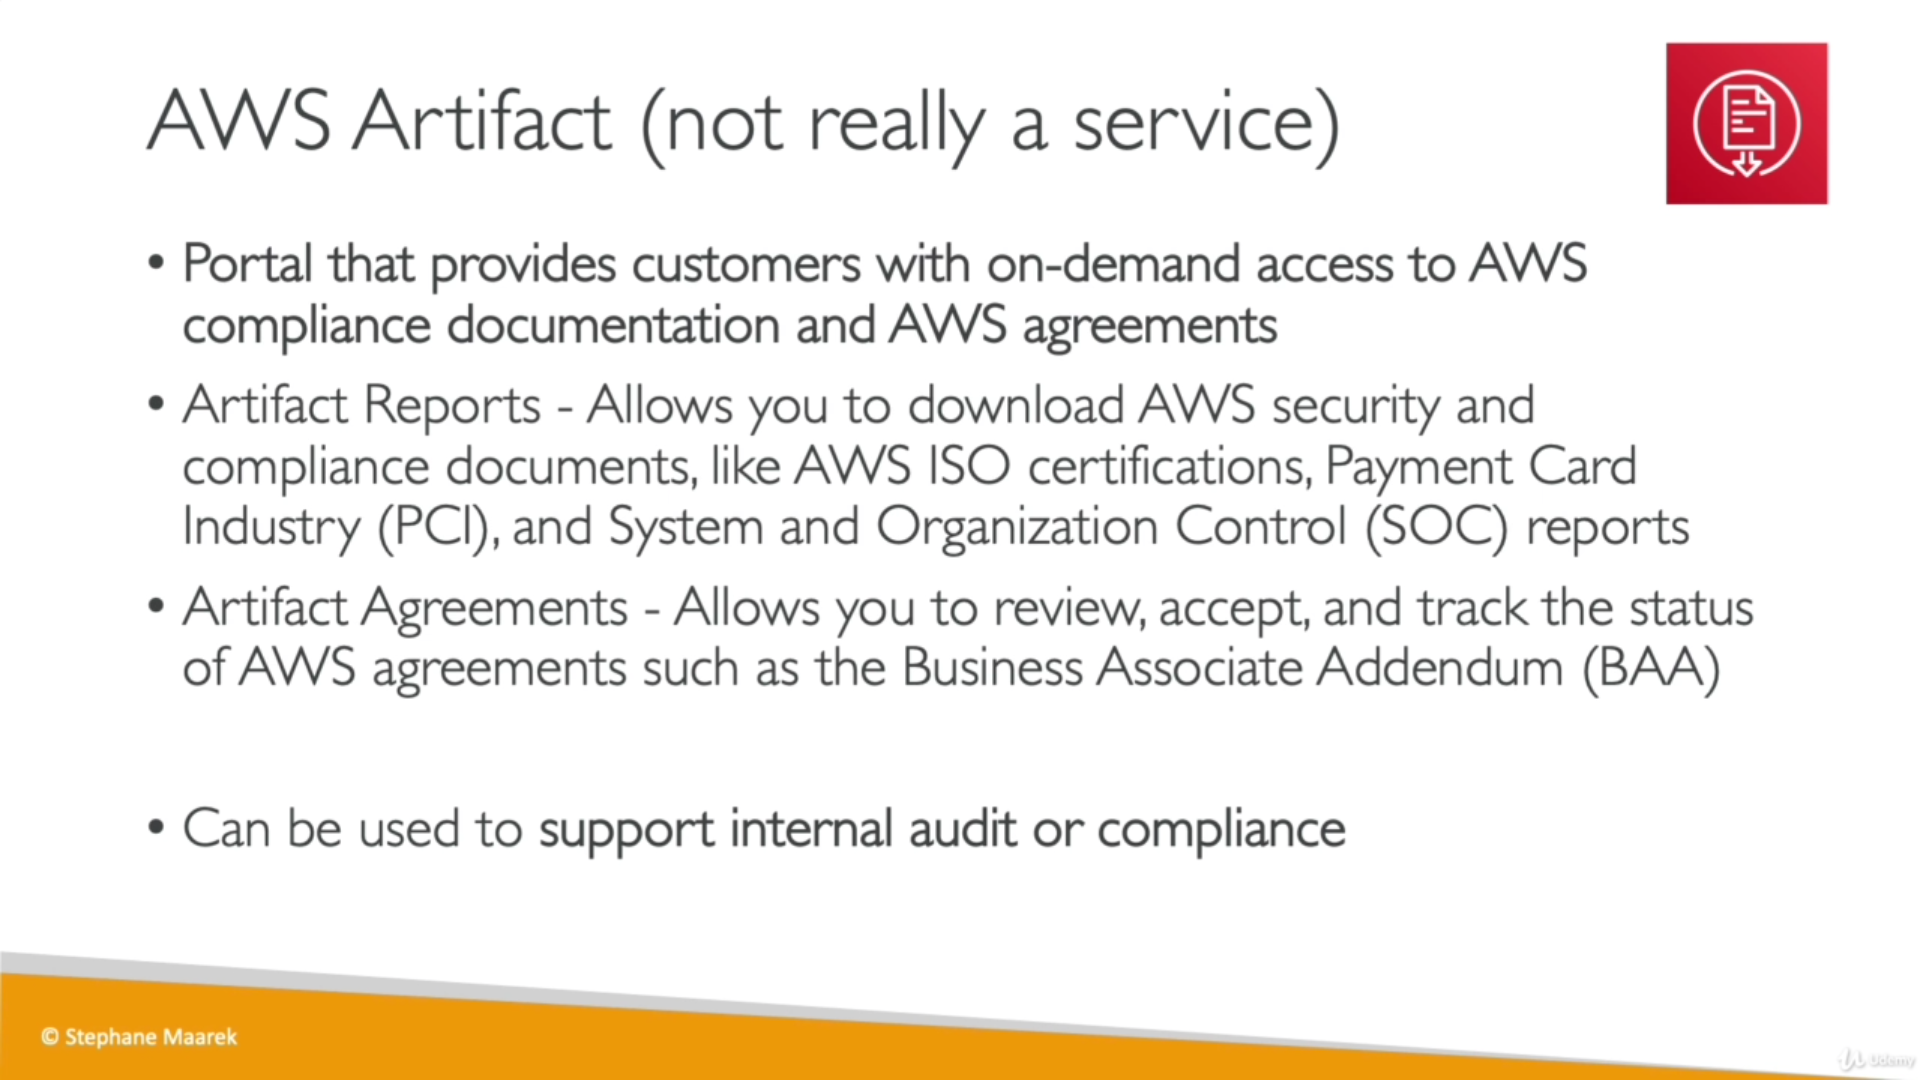 AWS Artifact (not really a service)
• Portal that provides customers with on-demand access to AWS
compliance documentation and AWS agreements
• Artifact Reports - Allows you to download AWS security and
compliance documents, like AWS ISO certifications, Payment Card
Industry (PCI), and System and Organization Control (SOC) reports
• Artifact Agreements - Allows you to review, accept, and track the status
of AWS agreements such as the Business Associate Addendum (BAA)
• Can be used to support internal audit or compliance
© Stephane Maarek
Udemy